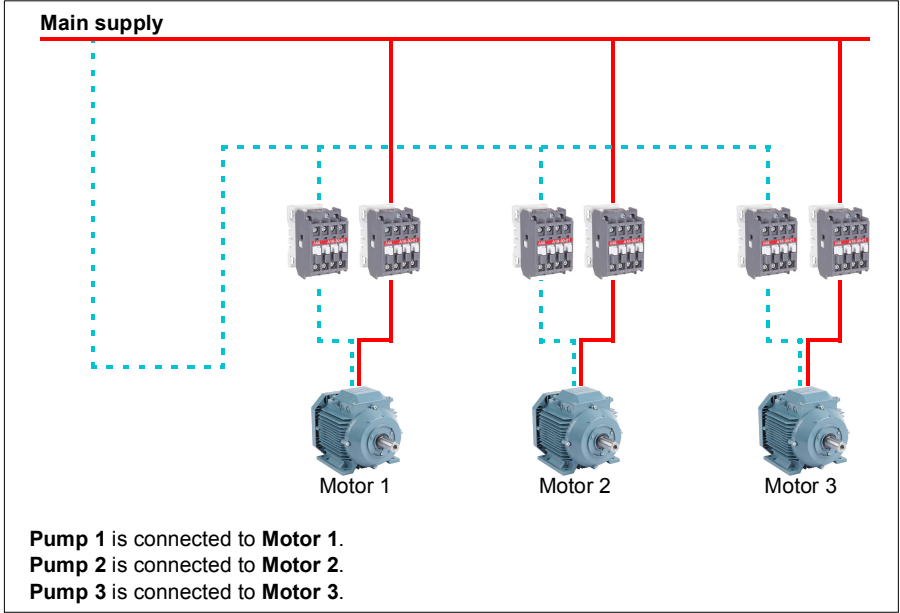 Main supply
Motor 1
Motor 2
Motor 3
Pump 1 is connected to Motor 1.
Pump 2 is connected to Motor 2.
Pump 3 is connected to Motor 3.